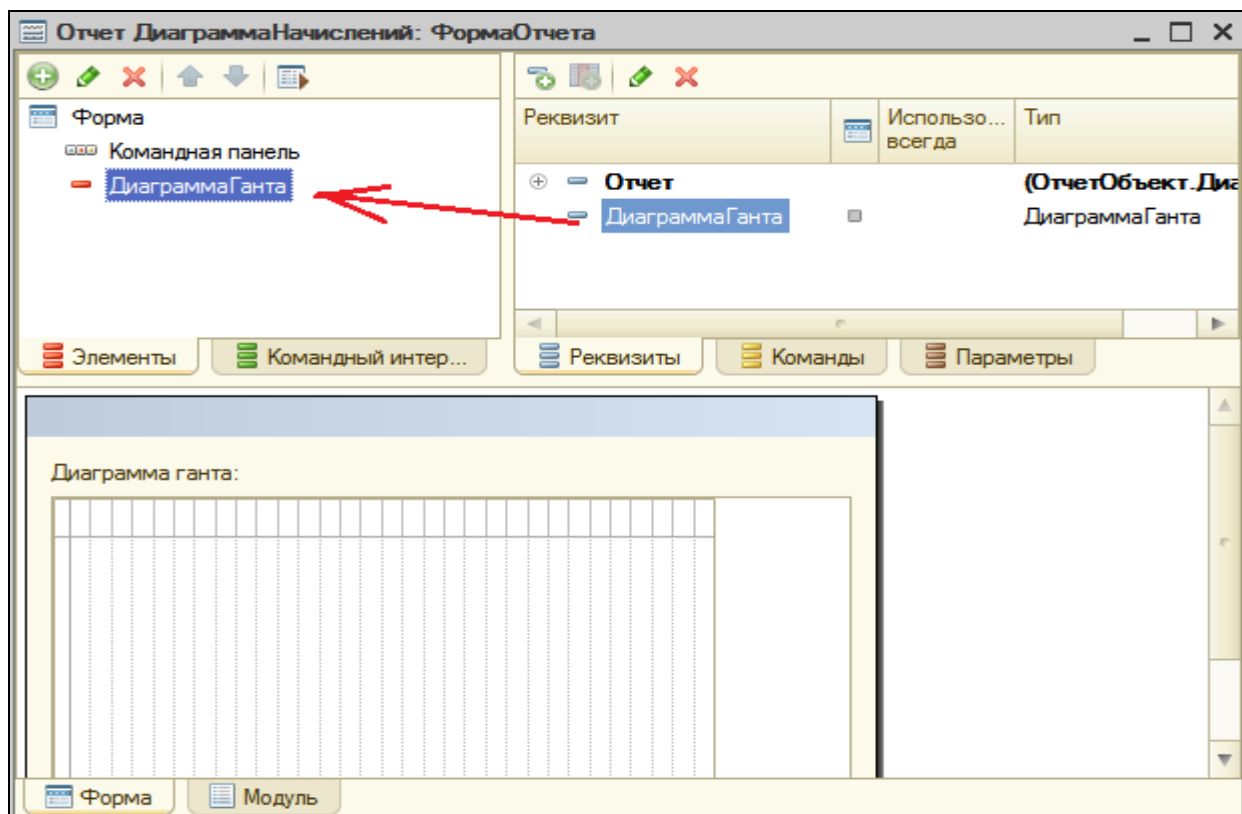 Отчет ДиаграммаНачислений: ФормаОтчета
Форма
Командная панель
ДиаграммаГанта
Элементы
Командный интер...
Реквизит
Использо...
всегда
Тип
Отчет
(ОтчетОбъект.Диа
ДиаграммаГанта
ДиаграммаГанта
Реквизиты
Команды
Параметры
Диаграмма ганта:
Форма
Модуль